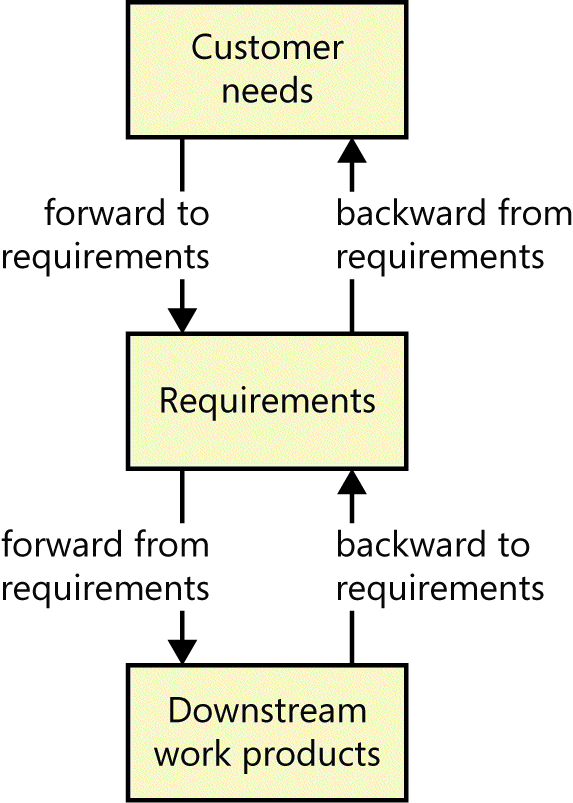 Customer
needs
forward to
requirements
backward from
requirements
Requirements
forward from
requirements
backward to
requirements
Downstream
work products